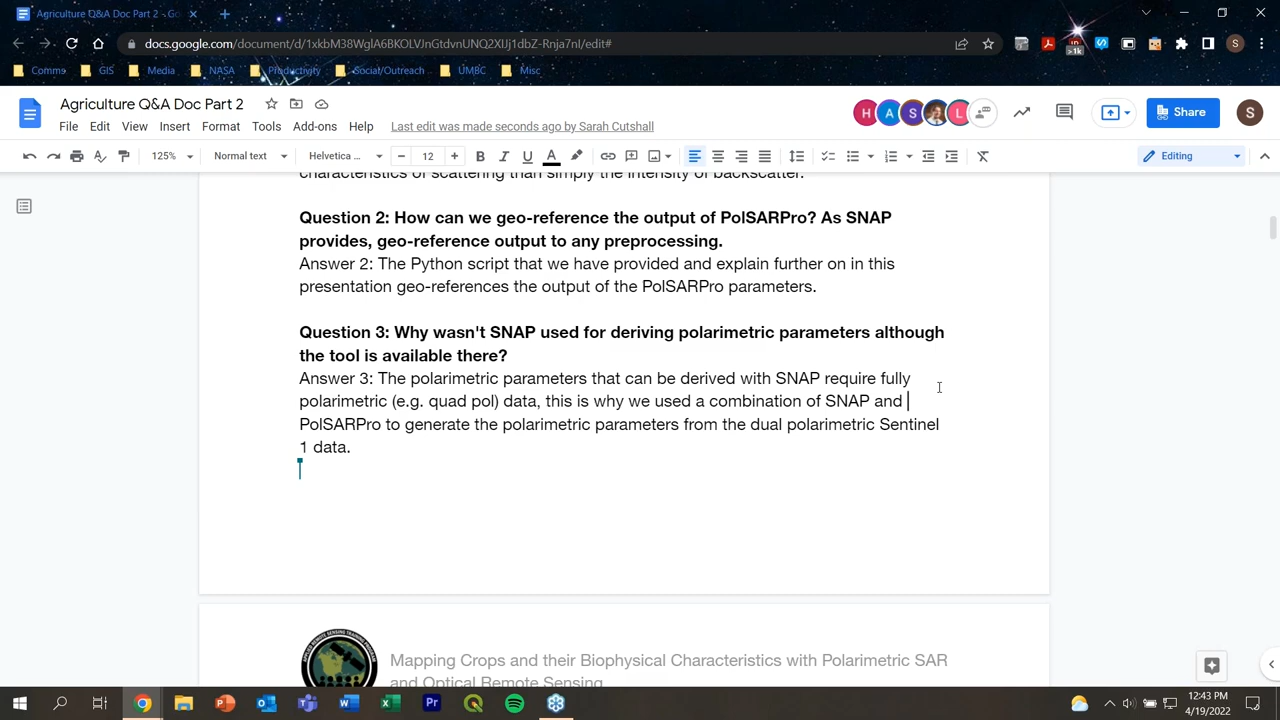 Agriculture Q&A Doc Part 2 - Go
docs.google.com/document/d/1xkbM38WglA6BKOLVJnGtdvnUNQ2XIJj1dbZ-Rnja7nI/edit#
>1k
S
Comms
GIS
Media
NASA
Productivity
Social/Outreach
UMBC
Misc
Agriculture Q&A Doc Part 2
H A S L
Share
S
File Edit View Insert Format Tools Add-ons Help Last edit was made seconds ago by Sarah Cutshall
125% Normal text Helvetica ... 12 Editing
characteristics of scattering than simply the intensity of backscatter.
Question 2: How can we geo-reference the output of PolSARPro? As SNAP
provides, geo-reference output to any preprocessing.
Answer 2: The Python script that we have provided and explain further on in this
presentation geo-references the output of the PolSARPro parameters.
Question 3: Why wasn't SNAP used for deriving polarimetric parameters although
the tool is available there?
Answer 3: The polarimetric parameters that can be derived with SNAP require fully
polarimetric (e.g. quad pol) data, this is why we used a combination of SNAP and
PolSARPro to generate the polarimetric parameters from the dual polarimetric Sentinel
1 data.
Mapping Crops and their Biophysical Characteristics with Polarimetric SAR
and Optical Remote Sensing
12:43 PM
4/19/2022